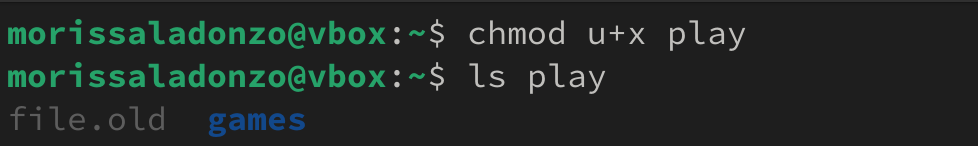 morissaladonzo@vbox:~$ chmod u+x play
morissaladonzo@vbox:~$ ls play
file.old  games